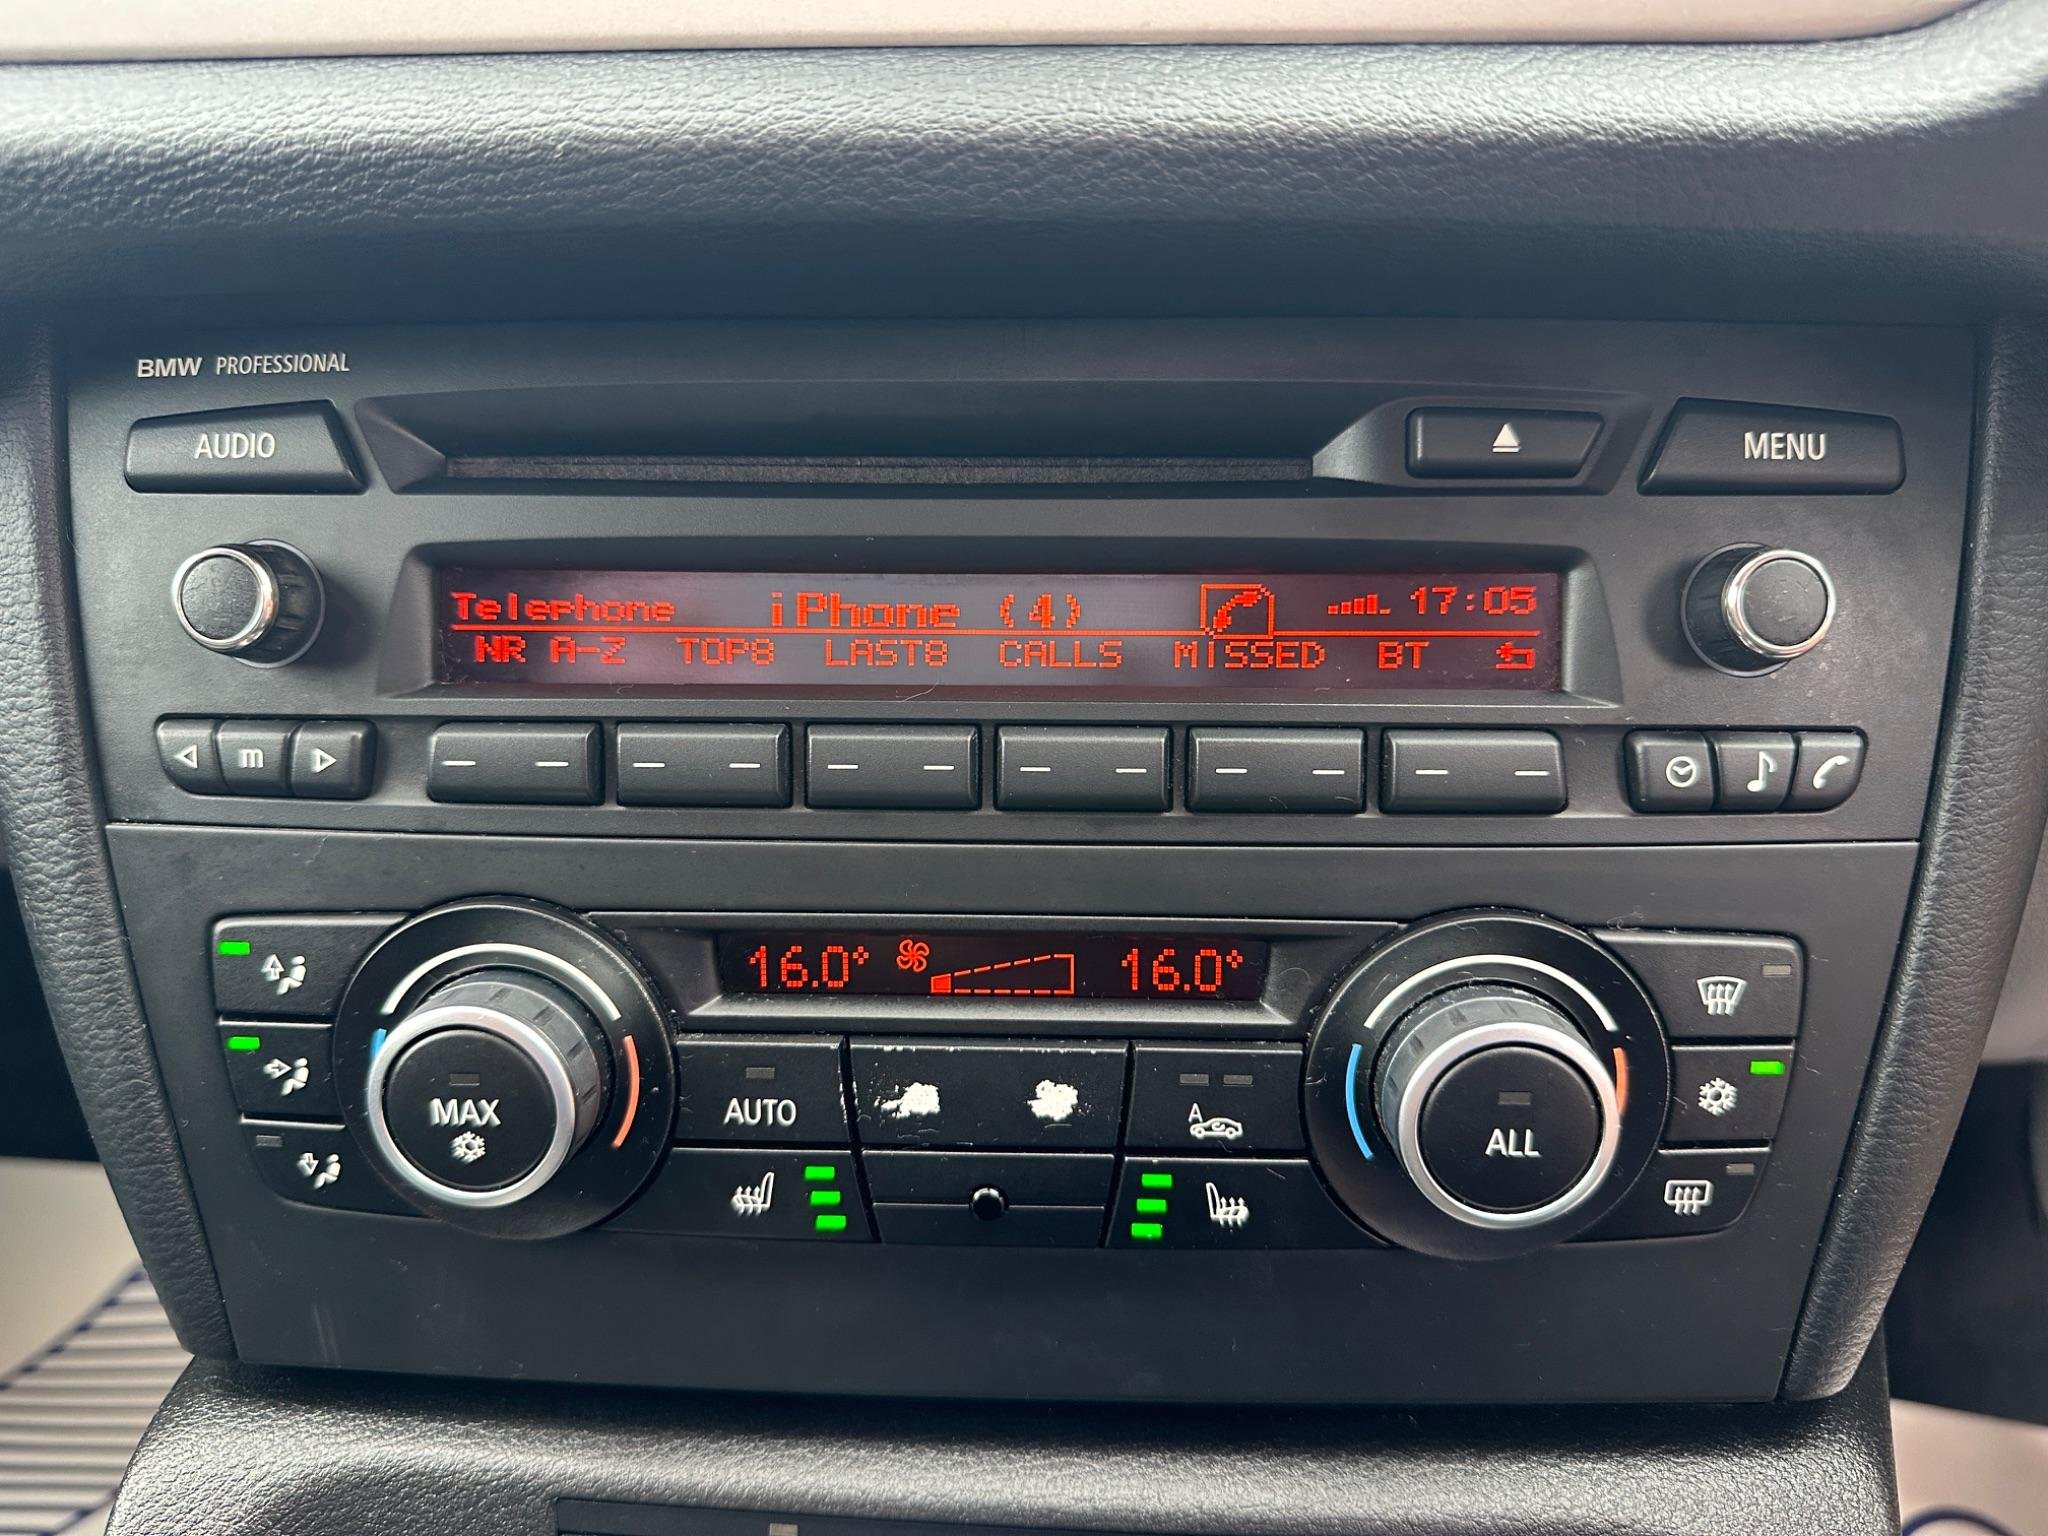 BMW PROFESSIONAL
AUDIO
MENU
Telephone iPhone (4) 17:05
NR A-Z TOP8 LAST8 CALLS MISSED BT
m
16.0° 16.0°
MAX
AUTO
A
ALL